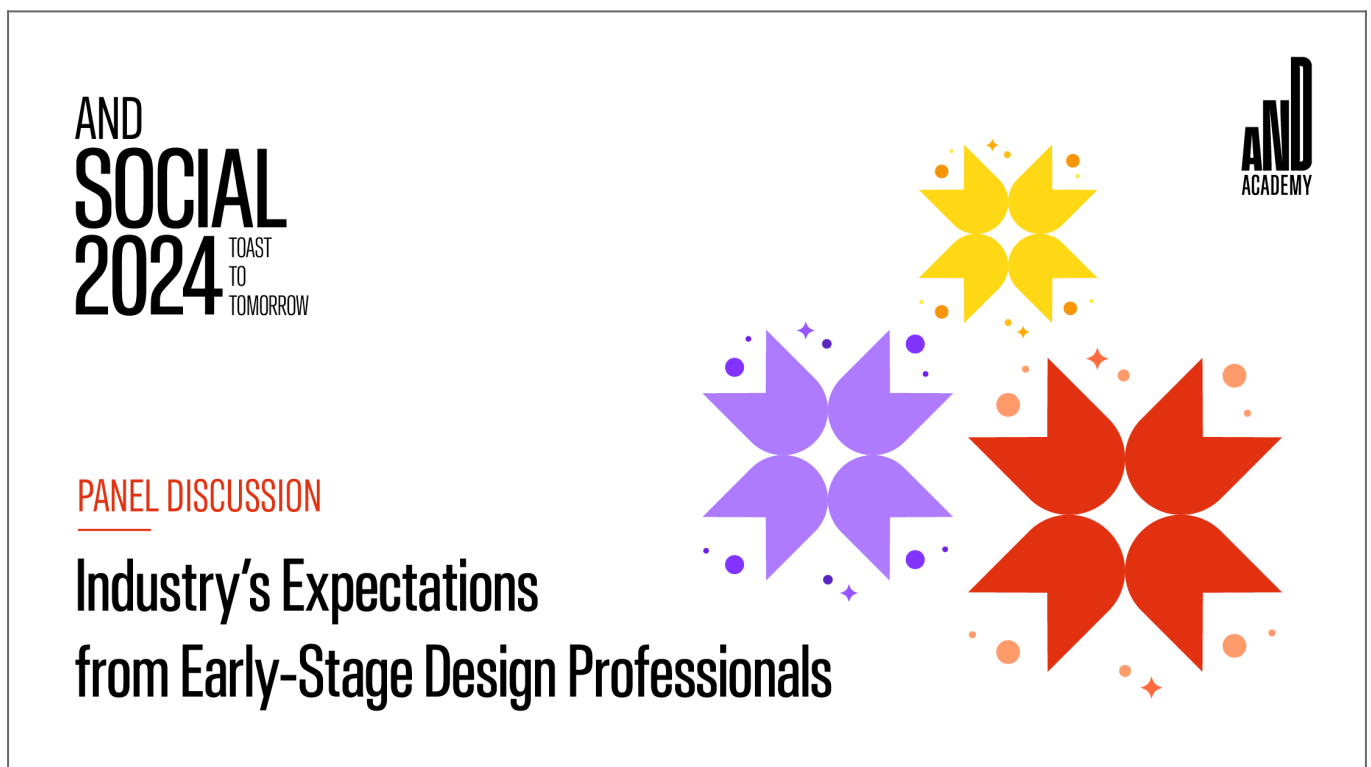 AND
SOCIAL
2024
TOAST
TO
TOMORROW
AND
ACADEMY
PANEL DISCUSSION
Industry’s Expectations
from Early-Stage Design Professionals